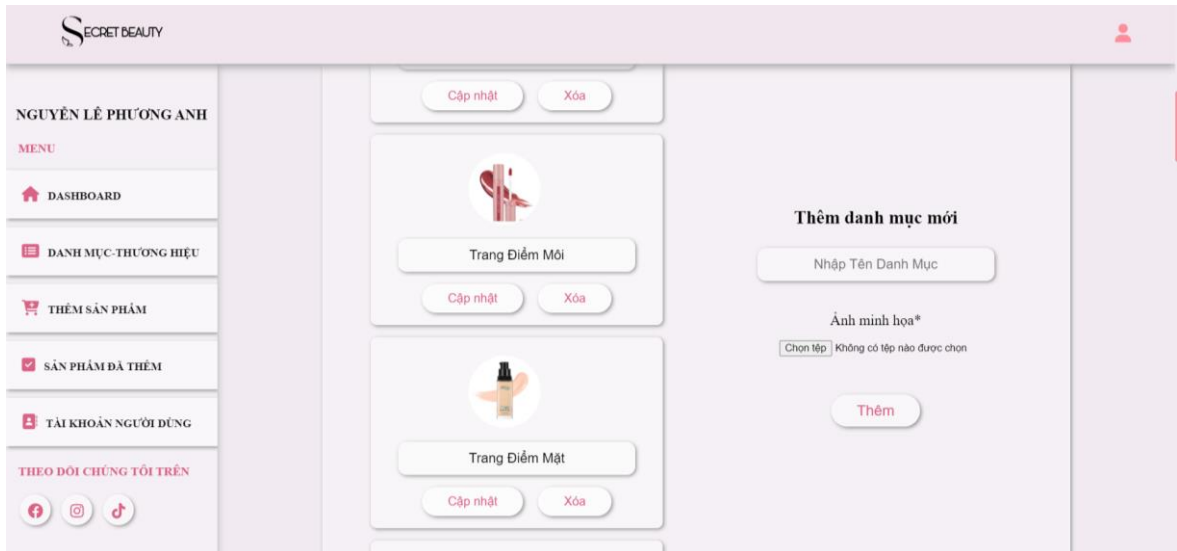 SECRET BEAUTY
NGUYỄN LÊ PHƯƠNG ANH
MENU
DASHBOARD
DANH MỤC-THƯƠNG HIỆU
THÊM SẢN PHẨM
SẢN PHẨM ĐÃ THÊM
TÀI KHOẢN NGƯỜI DÙNG
THEO DÕI CHÚNG TÔI TRÊN
Cập nhật Xóa
Trang Điểm Môi
Cập nhật Xóa
Trang Điểm Mặt
Cập nhật Xóa
Thêm danh mục mới
Nhập Tên Danh Mục
Ảnh minh họa*
Chọn tệp Không có tệp nào được chọn
Thêm